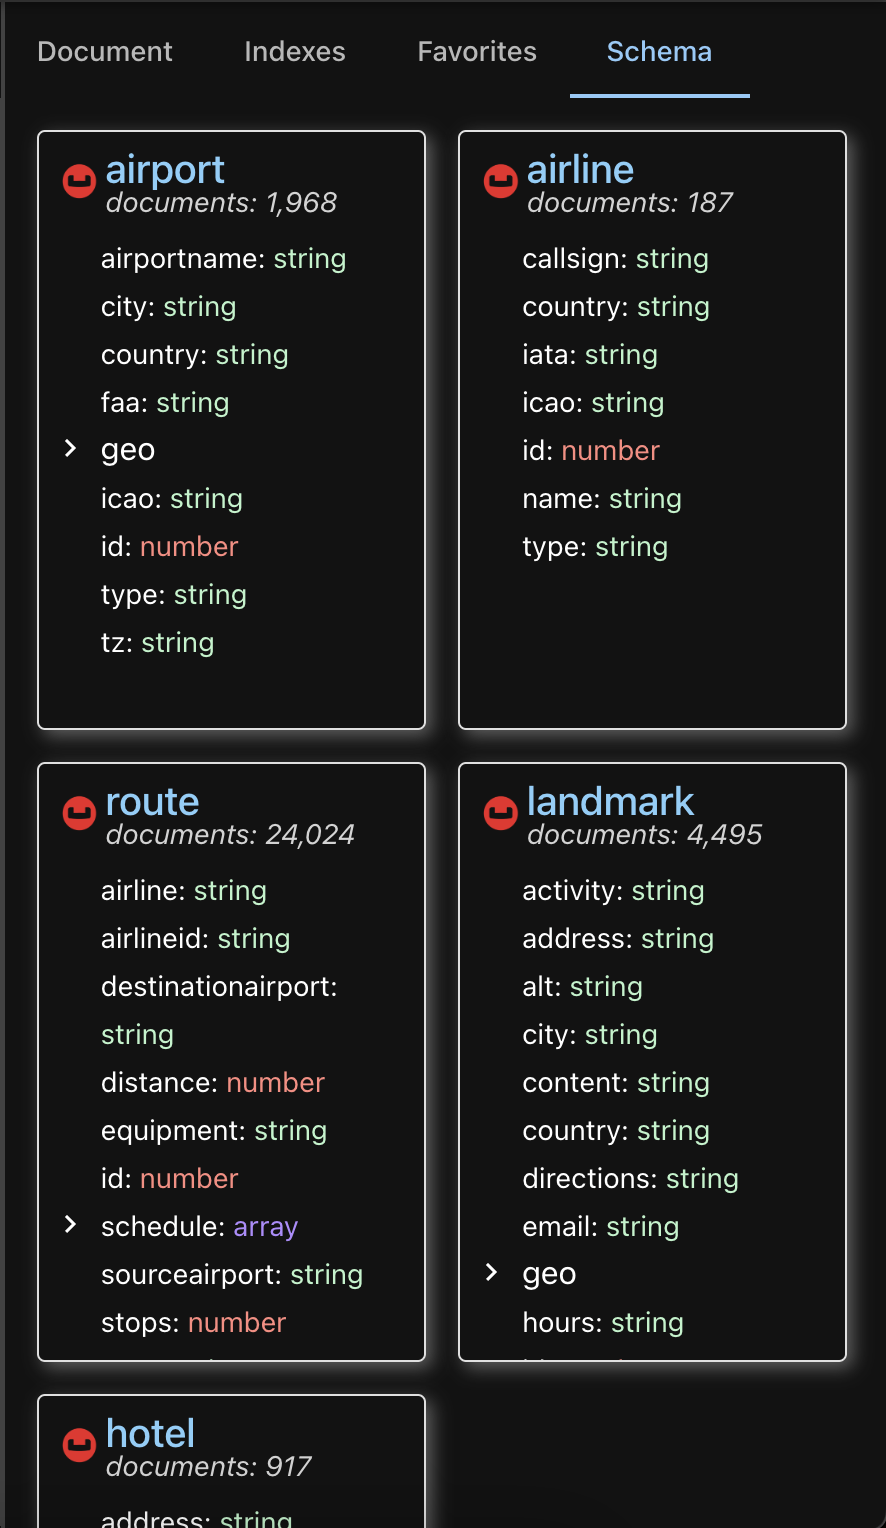 Document Indexes Favorites Schema
airport
documents: 1,968
airportname: string
city: string
country: string
faa: string
geo
icao: string
id: number
type: string
tz: string
airline
documents: 187
callsign: string
country: string
iata: string
icao: string
id: number
name: string
type: string
route
documents: 24,024
airline: string
airlineid: string
destinationairport:
string
distance: number
equipment: string
id: number
schedule: array
sourceairport: string
stops: number
landmark
documents: 4,495
activity: string
address: string
alt: string
city: string
content: string
country: string
directions: string
email: string
geo
hours: string
hotel
documents: 917
address: string